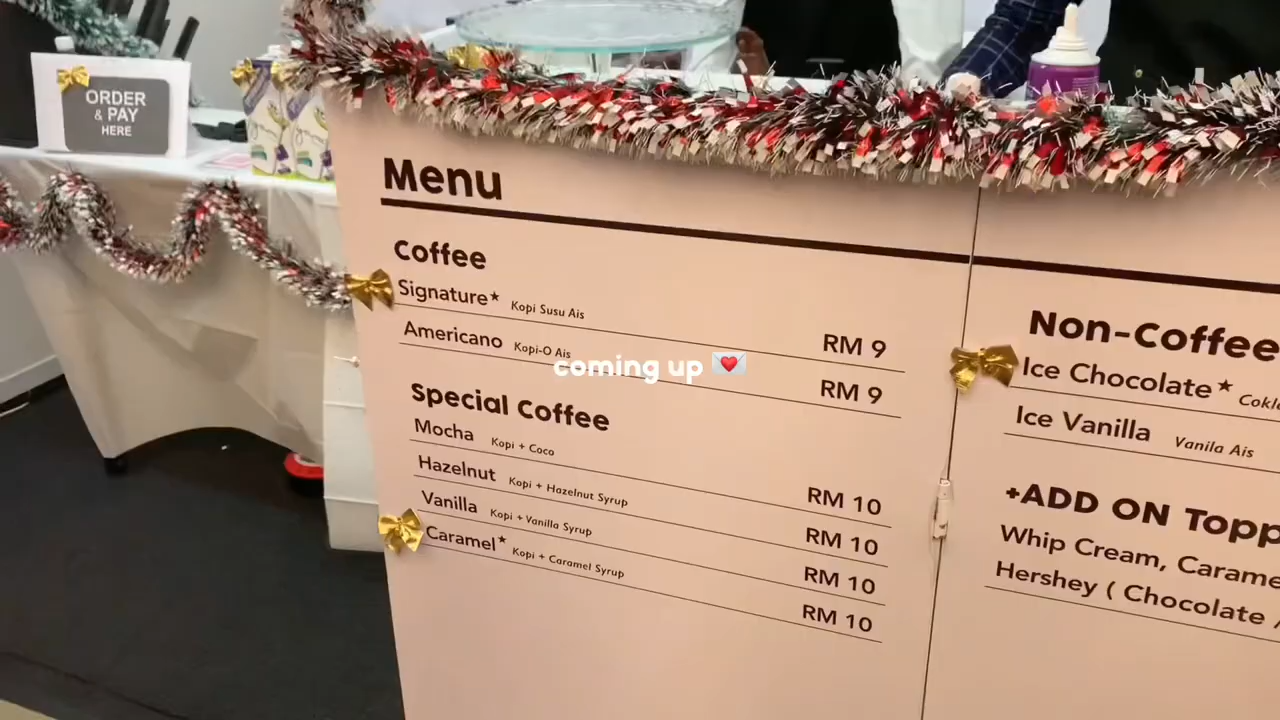 ORDER
& PAY
HERE
Menu
Coffee
Signature* Kopi Susu Ais RM 9
Americano Kopi-O Ais RM 9
coming up 💌
Special Coffee
Mocha Kopi + Coco RM 10
Hazelnut Kopi + Hazelnut Syrup RM 10
Vanilla Kopi + Vanilla Syrup RM 10
Caramel* Kopi + Caramel Syrup RM 10
Non-Coffee
Ice Chocolate*
Ice Vanilla Vanila Ais
+ADD ON
Whip Cream,
Hershey ( Chocolate